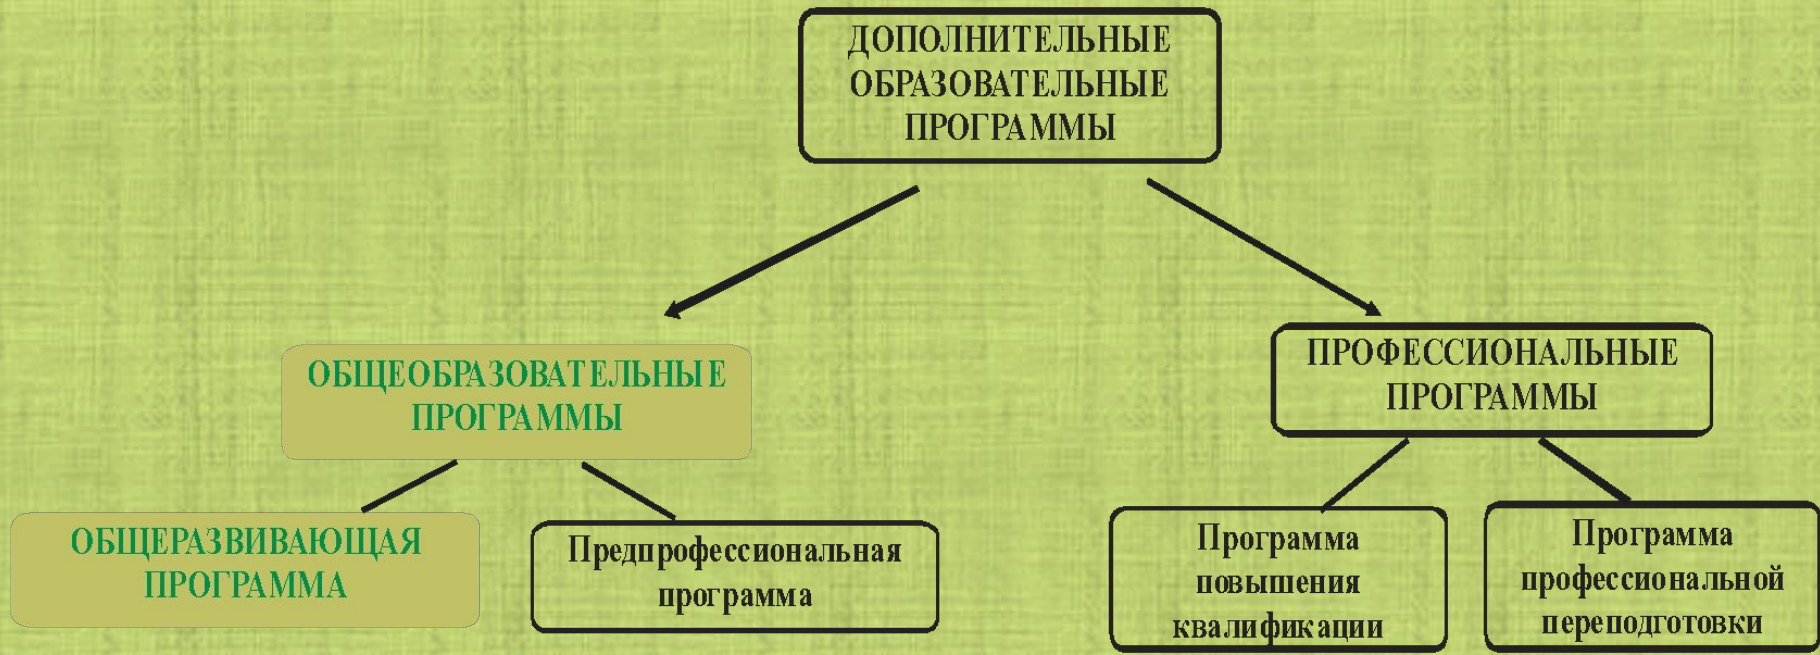 ДОПОЛНИТЕЛЬНЫЕ
ОБРАЗОВАТЕЛЬНЫЕ
ПРОГРАММЫ
ОБЩЕОБРАЗОВАТЕЛЬНЫЕ
ПРОГРАММЫ
ПРОФЕССИОНАЛЬНЫЕ
ПРОГРАММЫ
ОБЩЕРАЗВИВАЮЩАЯ
ПРОГРАММА
Предпрофессиональная
программа
Программа
повышения
квалификации
Программа
профессиональной
переподготовки